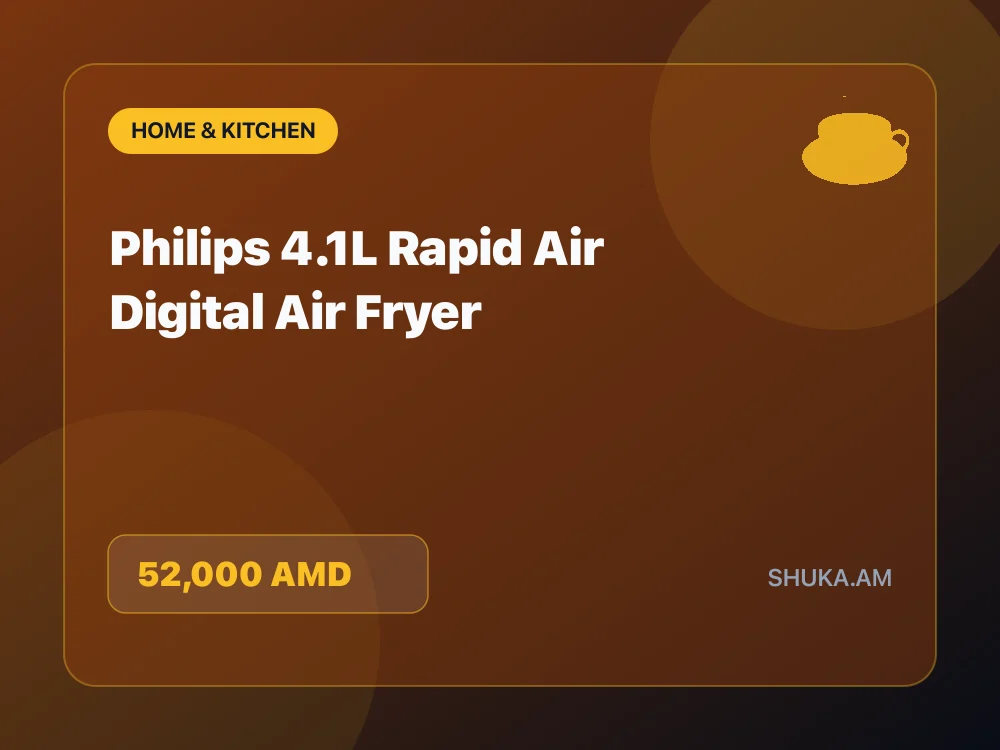 HOME & KITCHEN
Philips 4.1L Rapid Air
Digital Air Fryer
52,000 AMD
SHUKA.AM